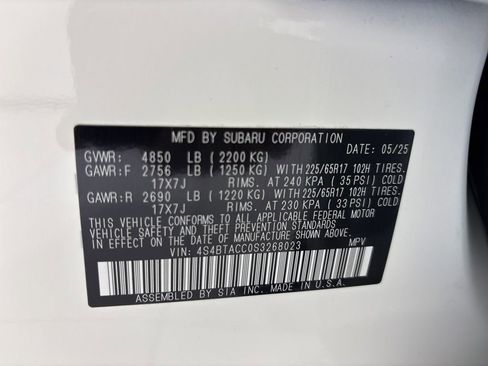 MFD BY SUBARU CORPORATION
DATE: 05/25
GVWR: 4850 LB (2200 KG)
GAWR:F 2756 LB (1250 KG) WITH 225/65R17 102H TIRES.
17X7J RIMS. AT 240 KPA (35 PSI) COLD
GAWR:R 2690 LB (1220 KG) WITH 225/65R17 102H TIRES.
17X7J RIMS. AT 230 KPA (33 PSI) COLD
THIS VEHICLE CONFORMS TO ALL APPLICABLE FEDERAL MOTOR
VEHICLE SAFETY AND THEFT PREVENTION STANDARDS IN EFFECT
ON THE DATE OF MANUFACTURE SHOWN ABOVE.
VIN: 4S4BTACC0S3268023 MPV
ASSEMBLED BY SIA INC. MADE IN U.S.A.